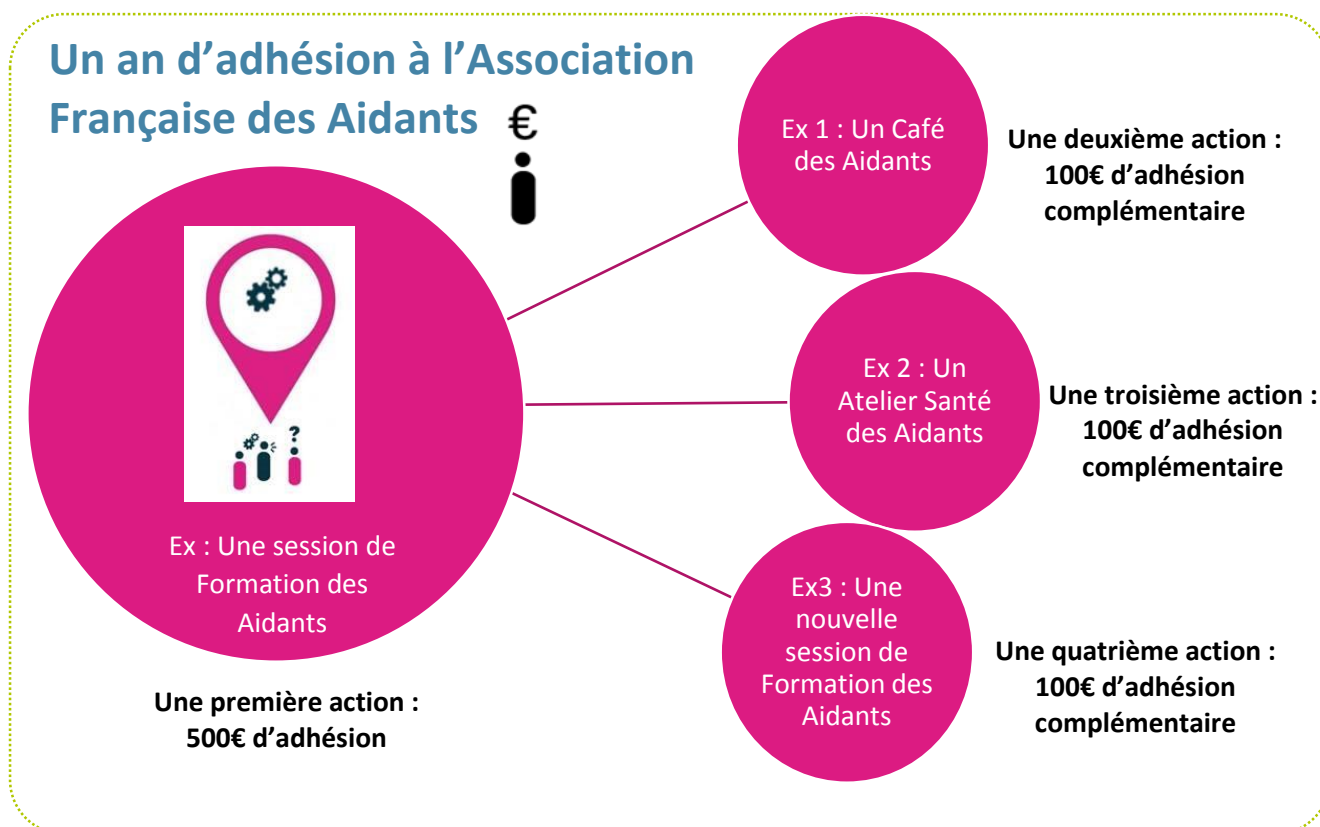 Un an d’adhésion à l’Association
Française des Aidants €
Ex : Une session de
Formation des
Aidants
Une première action :
500€ d’adhésion
Ex 1 : Un Café
des Aidants
Une deuxième action :
100€ d’adhésion
complémentaire
Ex 2 : Un
Atelier Santé
des Aidants
Une troisième action :
100€ d’adhésion
complémentaire
Ex3 : Une
nouvelle
session de
Formation des
Aidants
Une quatrième action :
100€ d’adhésion
complémentaire
?